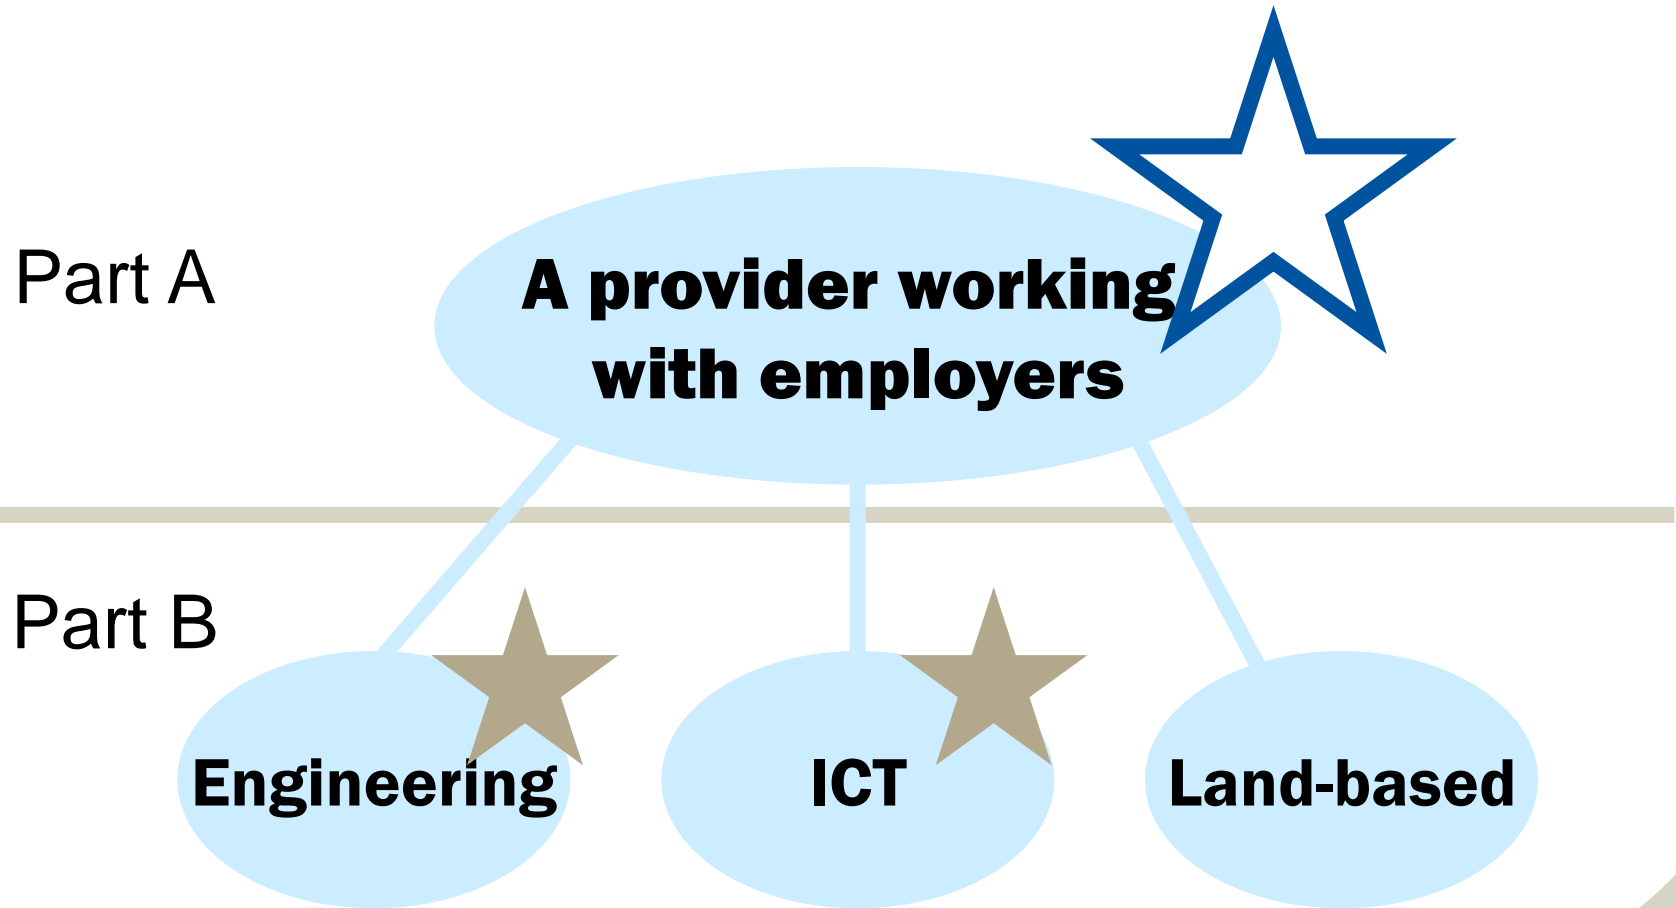 Part A
A provider working
with employers
Part B
Engineering
ICT
Land-based